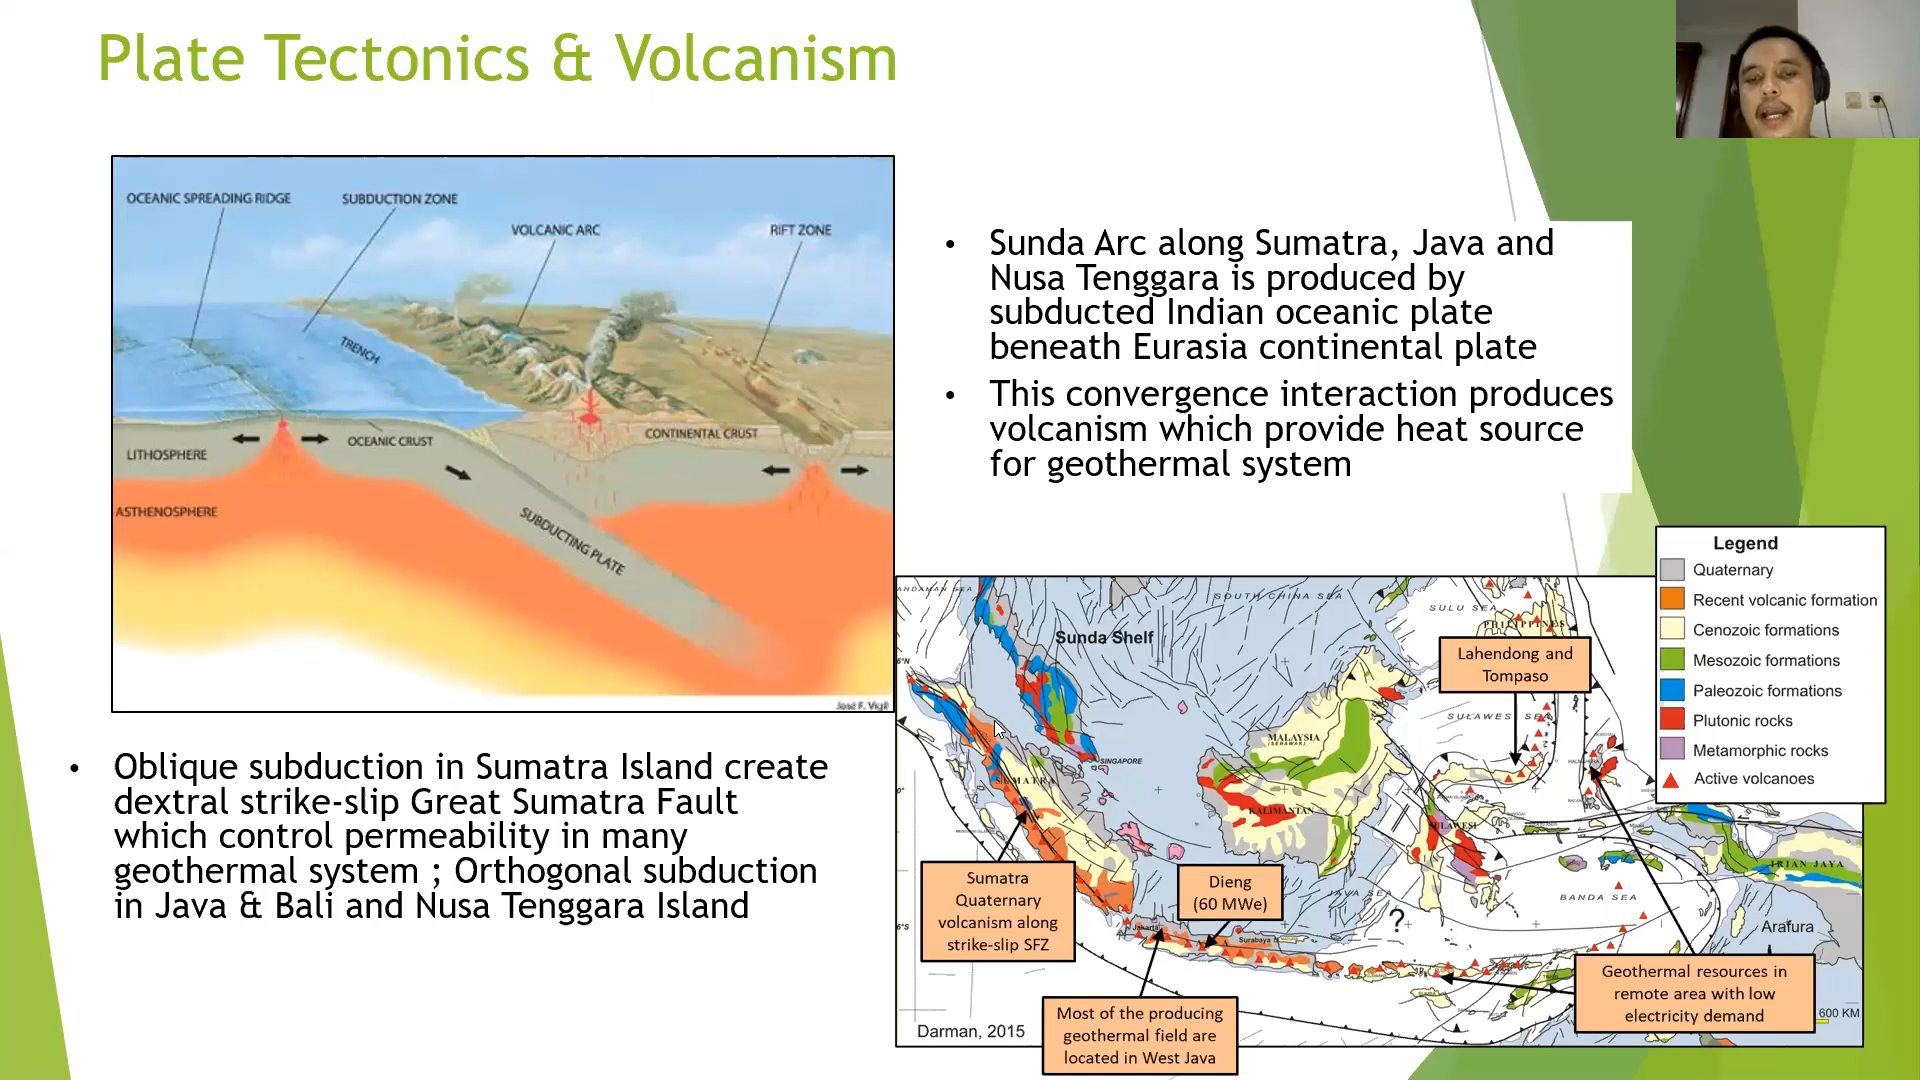 Plate Tectonics & Volcanism
OCEANIC SPREADING RIDGE
SUBDUCTION ZONE
VOLCANIC ARC
RIFT ZONE
TRENCH
OCEANIC CRUST
CONTINENTAL CRUST
LITHOSPHERE
ASTHENOSPHERE
SUBDUCTING PLATE
José F. Vigil
• Sunda Arc along Sumatra, Java and
Nusa Tenggara is produced by
subducted Indian oceanic plate
beneath Eurasia continental plate
• This convergence interaction produces
volcanism which provide heat source
for geothermal system
• Oblique subduction in Sumatra Island create
dextral strike-slip Great Sumatra Fault
which control permeability in many
geothermal system ; Orthogonal subduction
in Java & Bali and Nusa Tenggara Island
Legend
Quaternary
Recent volcanic formation
Cenozoic formations
Mesozoic formations
Paleozoic formations
Plutonic rocks
Metamorphic rocks
Active volcanoes
ANDAMAN SEA
SOUTH CHINA SEA
SULU SEA
PHILIPPINES
Sunda Shelf
6°N
Lahendong and
Tompaso
SULAWESI SEA
MALAYSIA
(SERAWAK)
SINGAPORE
SUMATRA
0°
KALIMANTAN
SULAWESI
IRIAN JAYA
Sumatra
Quaternary
volcanism along
strike-slip SFZ
Dieng
(60 MWe)
JAVA SEA
BANDA SEA
?
6°S
Jakarta
Surabaya
Arafura
Geothermal resources in
remote area with low
electricity demand
600 KM
Most of the producing
geothermal field are
located in West Java
Darman, 2015